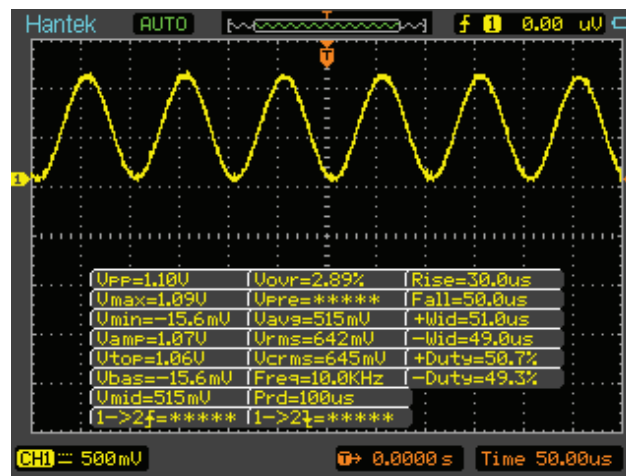 Hantek AUTO T 1 0.00 uV
T
1
Vpp=1.10V Vovr=2.89% Rise=30.0us
Vmax=1.09V Vpre=***** Fall=50.0us
Vmin=-15.6mV Vavg=515mV +Wid=51.0us
Vamp=1.07V Vrms=642mV -Wid=49.0us
Vtop=1.06V Vcrms=645mV +Duty=50.7%
Vbas=-15.6mV Freq=10.0KHz -Duty=49.3%
Vmid=515mV Prd=100us
1->2=***** 1->2=*****
CH1 500mV T→ 0.0000 s Time 50.00us